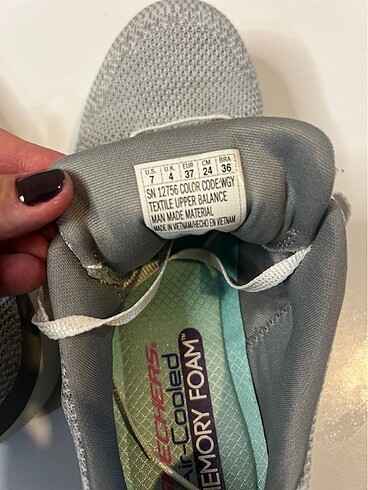 U.S. U.K. EUR CM BRA
7 4 37 24 36
SN 12756 COLOR CODE:WGY
TEXTILE UPPER BALANCE
MAN MADE MATERIAL
MADE IN VIETNAM/HECHO EN VIETNAM
SKECHERS
Air-Cooled
MEMORY FOAM™